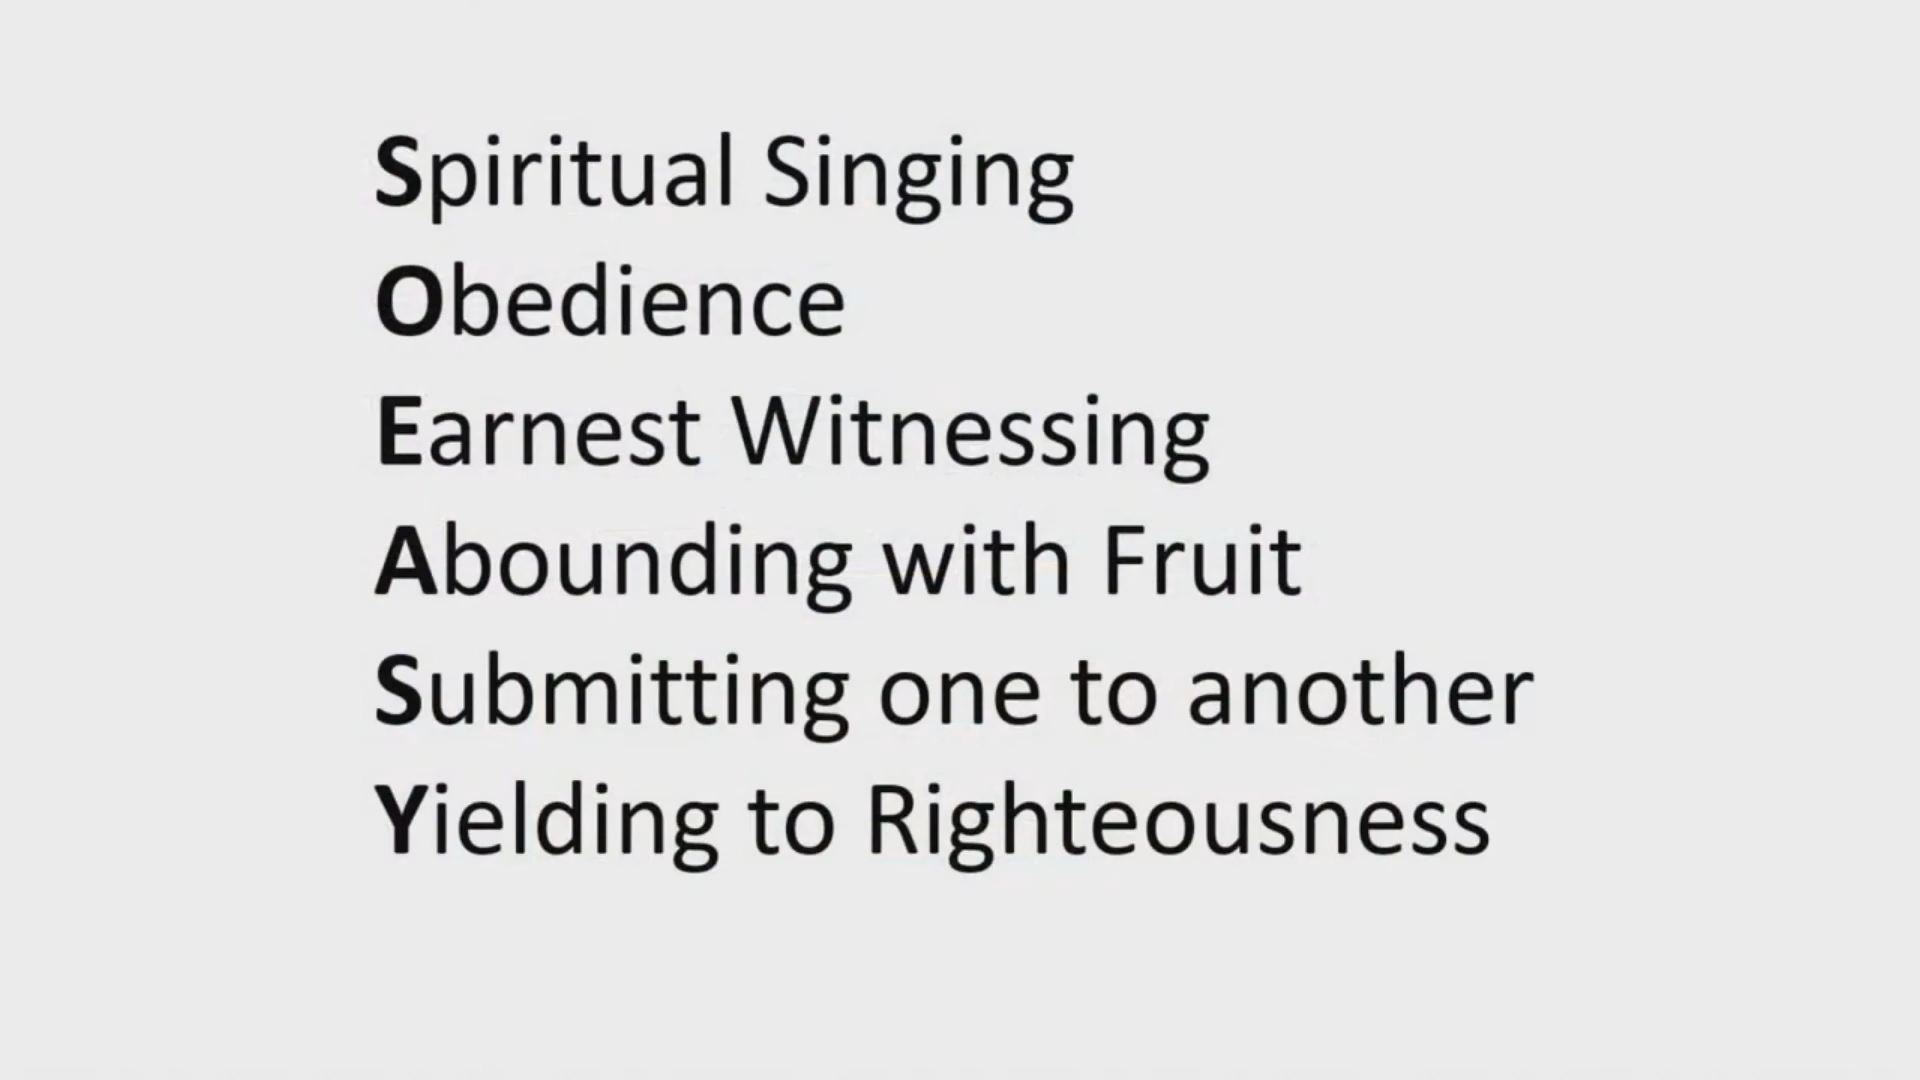 Spiritual Singing
Obedience
Earnest Witnessing
Abounding with Fruit
Submitting one to another
Yielding to Righteousness